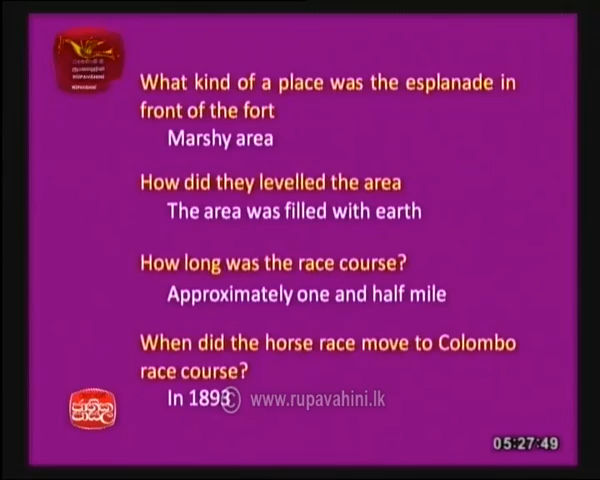 RUPAVAHINI
What kind of a place was the esplanade in
front of the fort
Marshy area
How did they levelled the area
The area was filled with earth
How long was the race course?
Approximately one and half mile
When did the horse race move to Colombo
race course?
In 1893
© www.rupavahini.lk
05:27:49